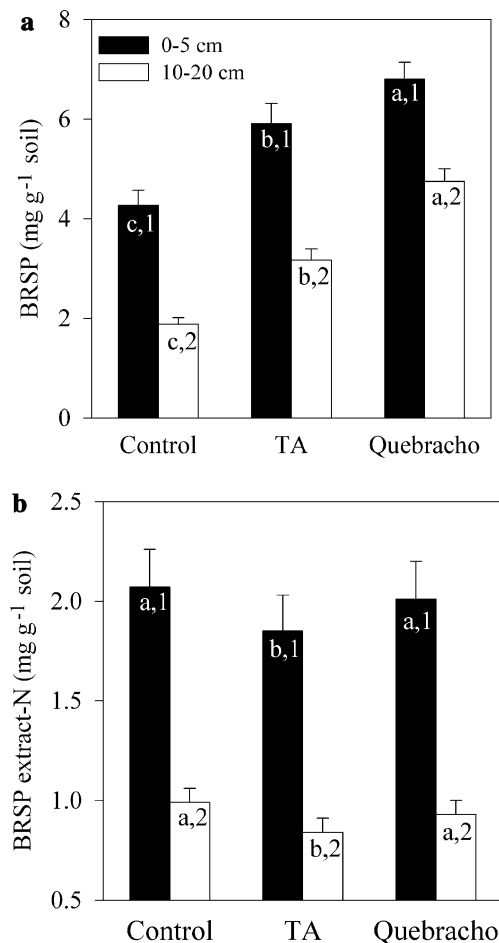 a
8
0-5 cm
10-20 cm
a,1
b,1
6
a,2
c,1
4
b,2
c,2
2
0
BRSP (mg g-1 soil)
Control TA Quebracho
b
2.5
a,1
b,1
a,1
2.0
1.5
1.0
a,2
b,2
a,2
0.5
BRSP extract-N (mg g-1 soil)
Control TA Quebracho